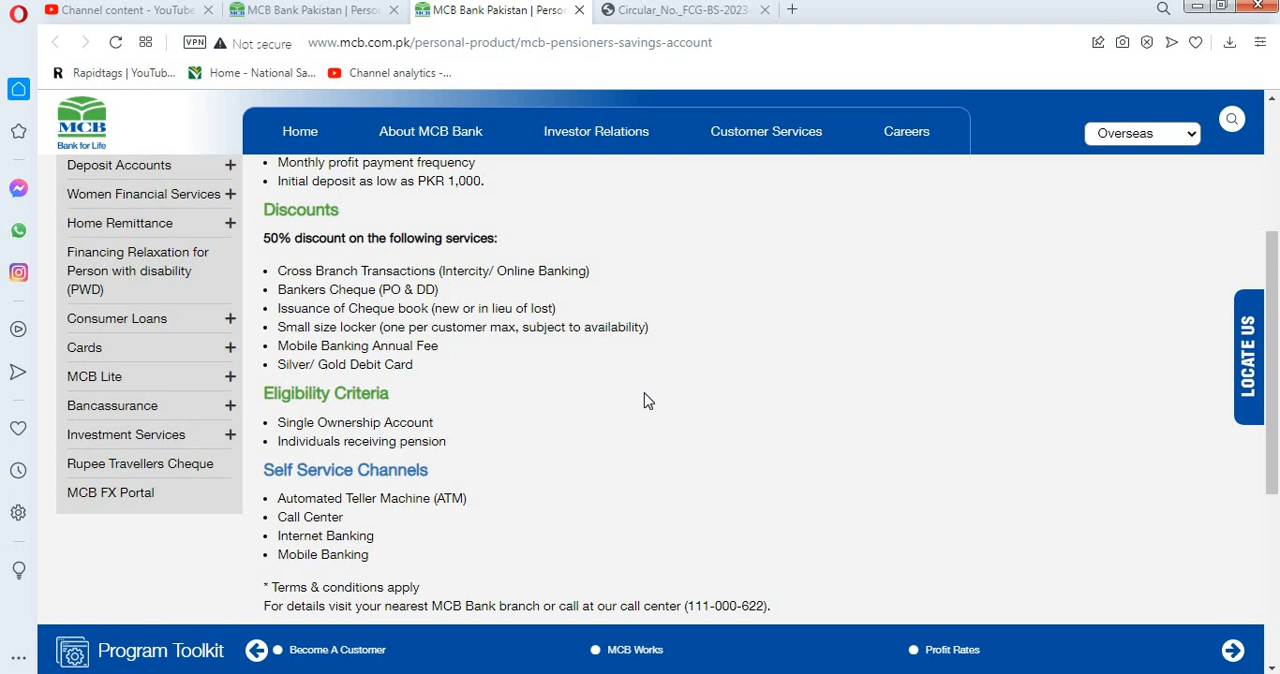 Channel content - YouTube
MCB Bank Pakistan | Person
MCB Bank Pakistan | Person
Circular_No._FCG-BS-2023
VPN
Not secure
www.mcb.com.pk/personal-product/mcb-pensioners-savings-account
R Rapidtags | YouTub...
Home - National Sa...
Channel analytics -...
MCB
Bank for Life
Home
About MCB Bank
Investor Relations
Customer Services
Careers
Overseas
Deposit Accounts +
Women Financial Services +
Home Remittance +
Financing Relaxation for
Person with disability
(PWD)
Consumer Loans +
Cards +
MCB Lite +
Bancassurance +
Investment Services +
Rupee Travellers Cheque
MCB FX Portal
• Monthly profit payment frequency
• Initial deposit as low as PKR 1,000.
Discounts
50% discount on the following services:
• Cross Branch Transactions (Intercity/ Online Banking)
• Bankers Cheque (PO & DD)
• Issuance of Cheque book (new or in lieu of lost)
• Small size locker (one per customer max, subject to availability)
• Mobile Banking Annual Fee
• Silver/ Gold Debit Card
Eligibility Criteria
• Single Ownership Account
• Individuals receiving pension
Self Service Channels
• Automated Teller Machine (ATM)
• Call Center
• Internet Banking
• Mobile Banking
* Terms & conditions apply
For details visit your nearest MCB Bank branch or call at our call center (111-000-622).
LOCATE US
Program Toolkit
Become A Customer
MCB Works
Profit Rates